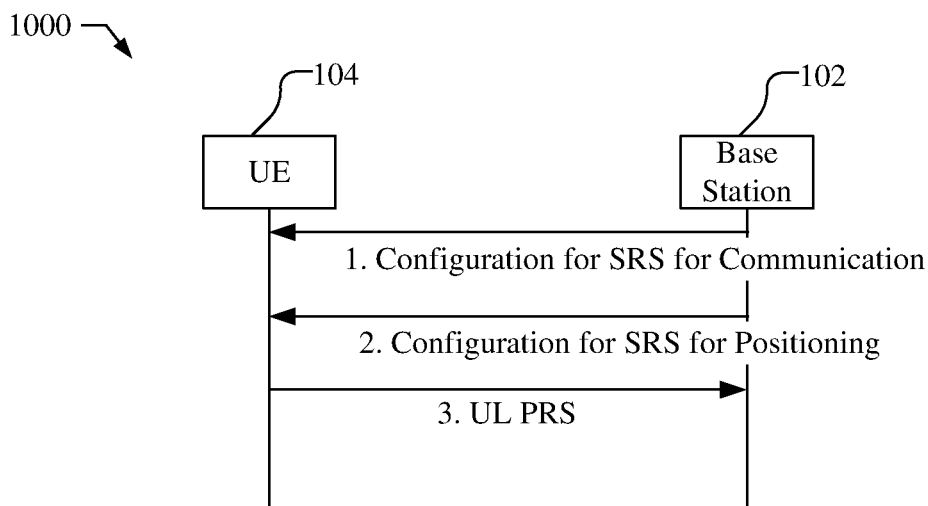 1000
104
102
UE
Base
Station
1. Configuration for SRS for Communication
2. Configuration for SRS for Positioning
3. UL PRS